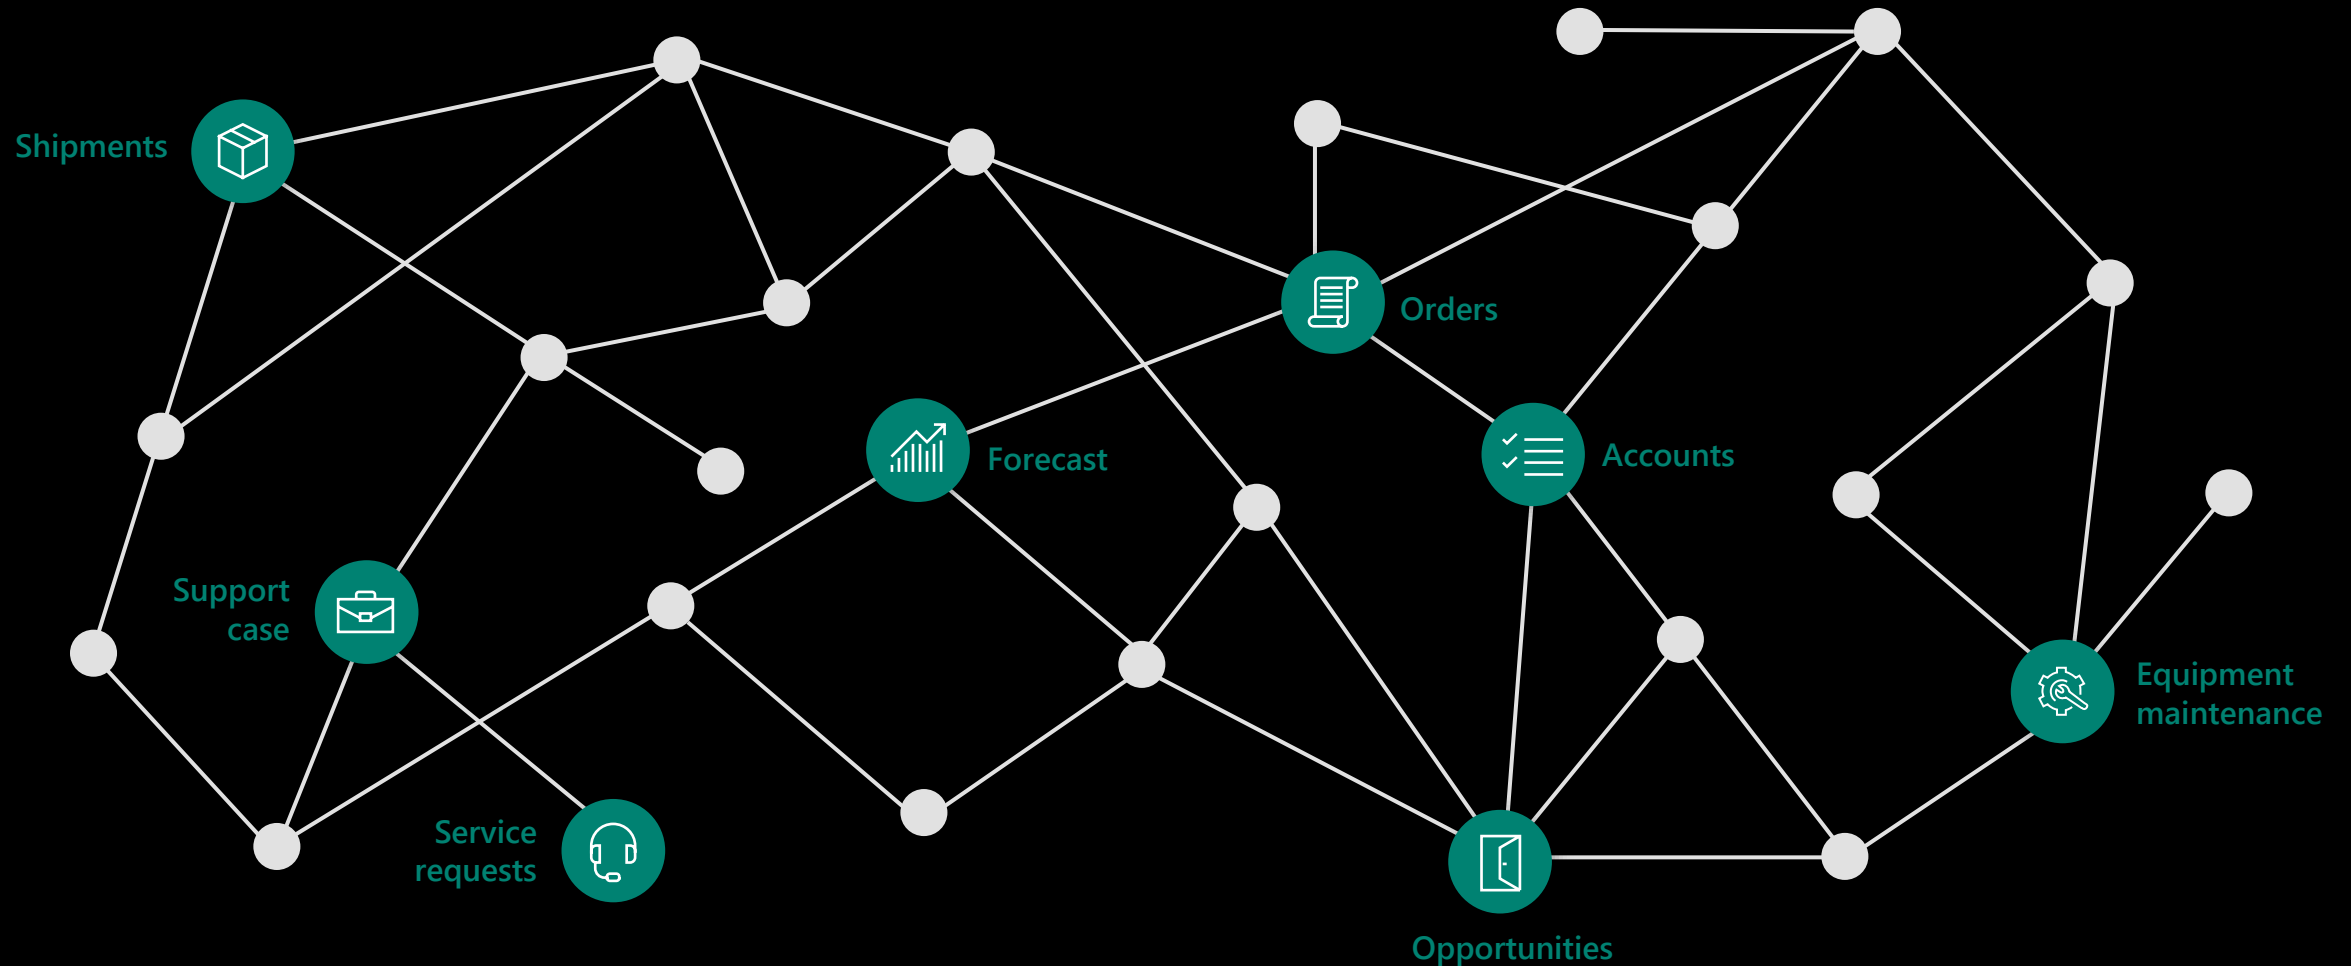 Shipments
Orders
Forecast
Accounts
Support
case
Equipment
maintenance
Service
requests
Opportunities